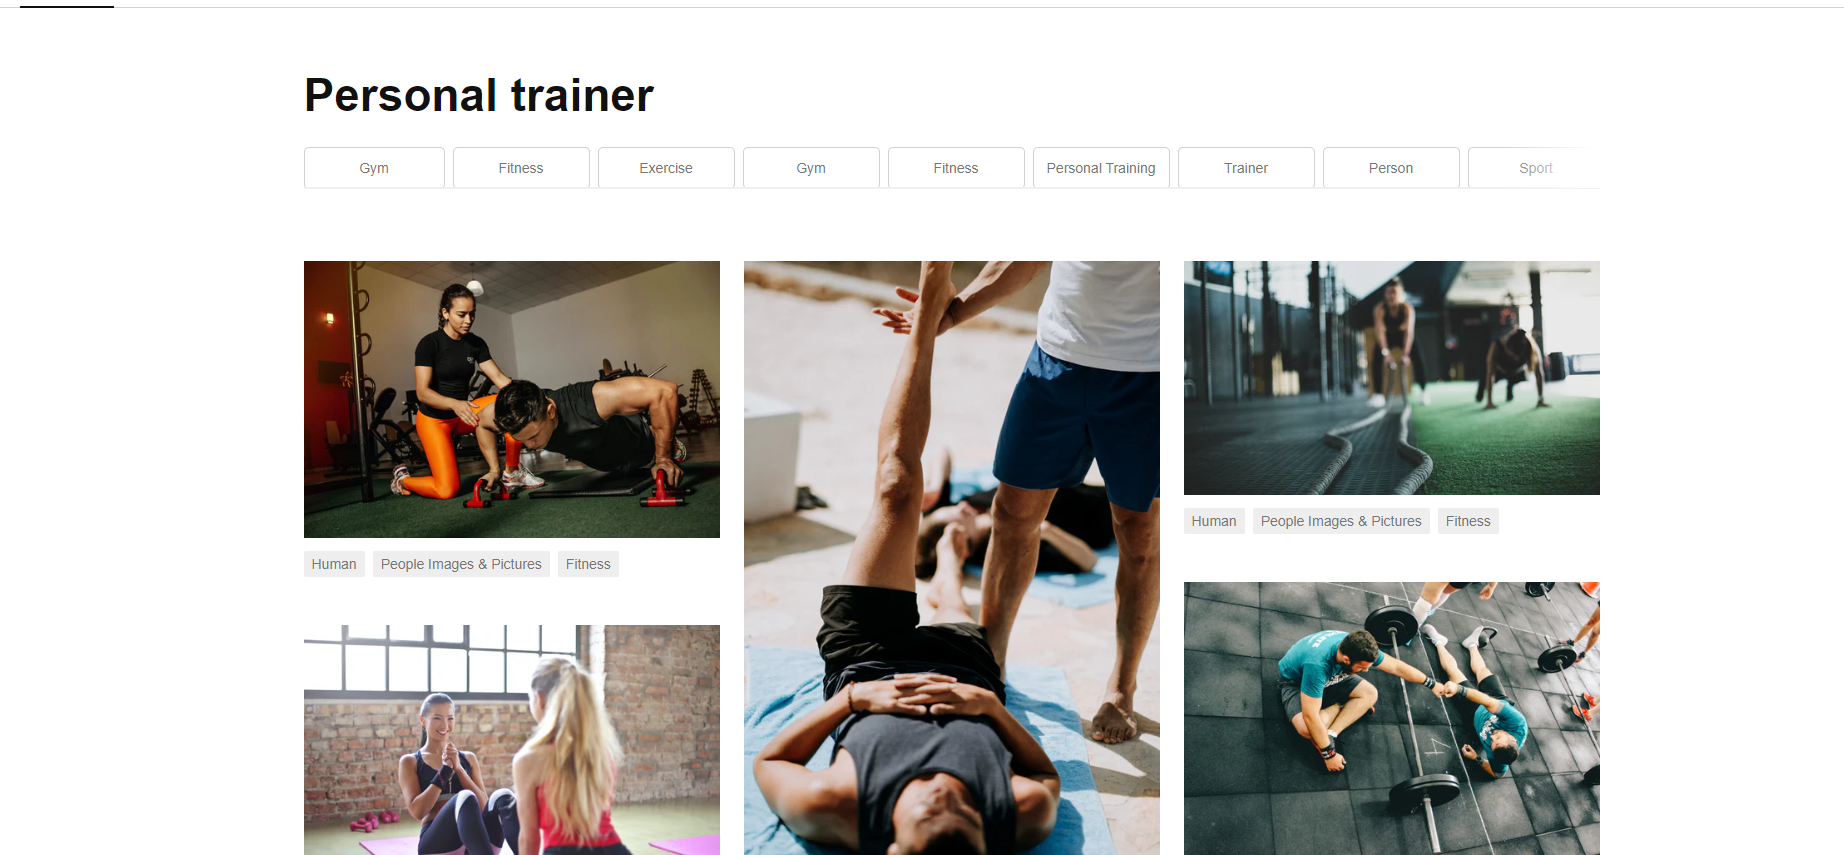 Personal trainer
Gym Fitness Exercise Gym Fitness Personal Training Trainer Person Sport
Human People Images & Pictures Fitness
Human People Images & Pictures Fitness